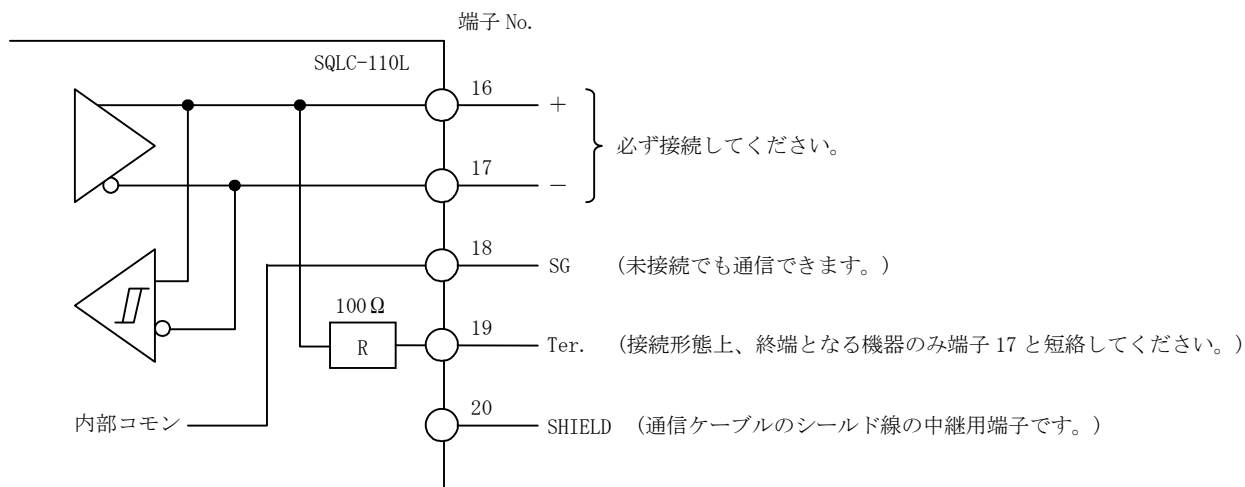 端子 No.
SQLC-110L
16
+
必ず接続してください。
17
－
18
SG (未接続でも通信できます。)
100Ω
R
19
Ter. (接続形態上、終端となる機器のみ端子 17 と短絡してください。)
20
内部コモン
SHIELD (通信ケーブルのシールド線の中継用端子です。)